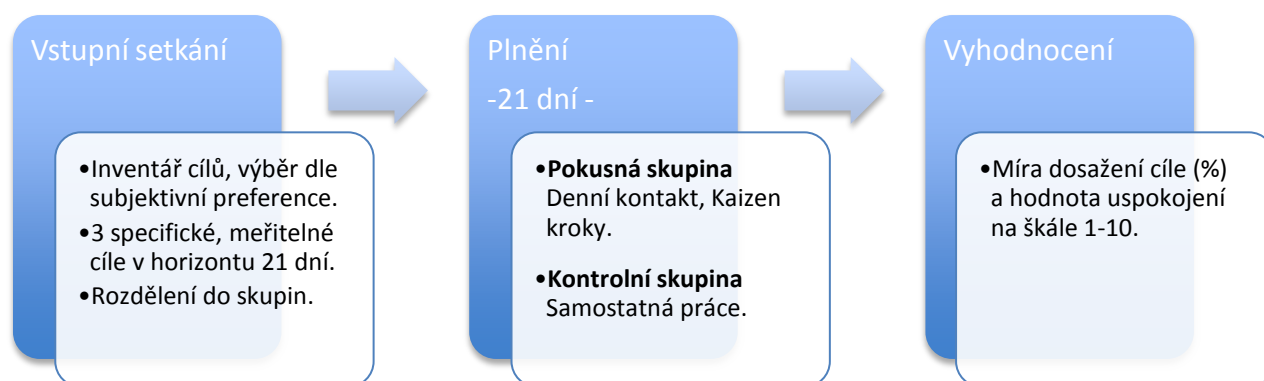 Vstupní setkání
•Inventář cílů, výběr dle
subjektivní preference.
•3 specifické, meřitelné
cíle v horizontu 21 dní.
•Rozdělení do skupin.
Plnění
-21 dní -
•Pokusná skupina
Denní kontakt, Kaizen
kroky.
•Kontrolní skupina
Samostatná práce.
Vyhodnocení
•Míra dosažení cíle (%)
a hodnota uspokojení
na škále 1-10.